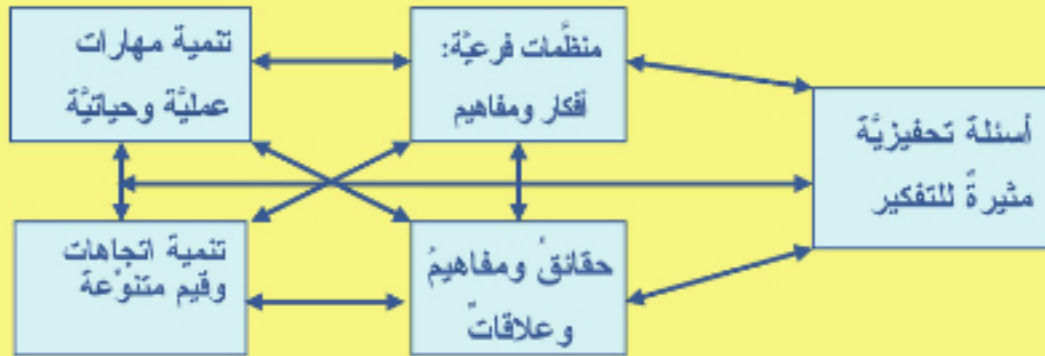 أسئلة تحفيزيَّة
مثيرةٌ للتفكير
منظَّمات فرعيَّة:
أفكار ومفاهيم
تنمية مهارات
عمليَّة وحياتيَّة
حقائقُ ومفاهيمُ
وعلاقاتٌ
تنمية اتجاهات
وقيم متنوِّعة